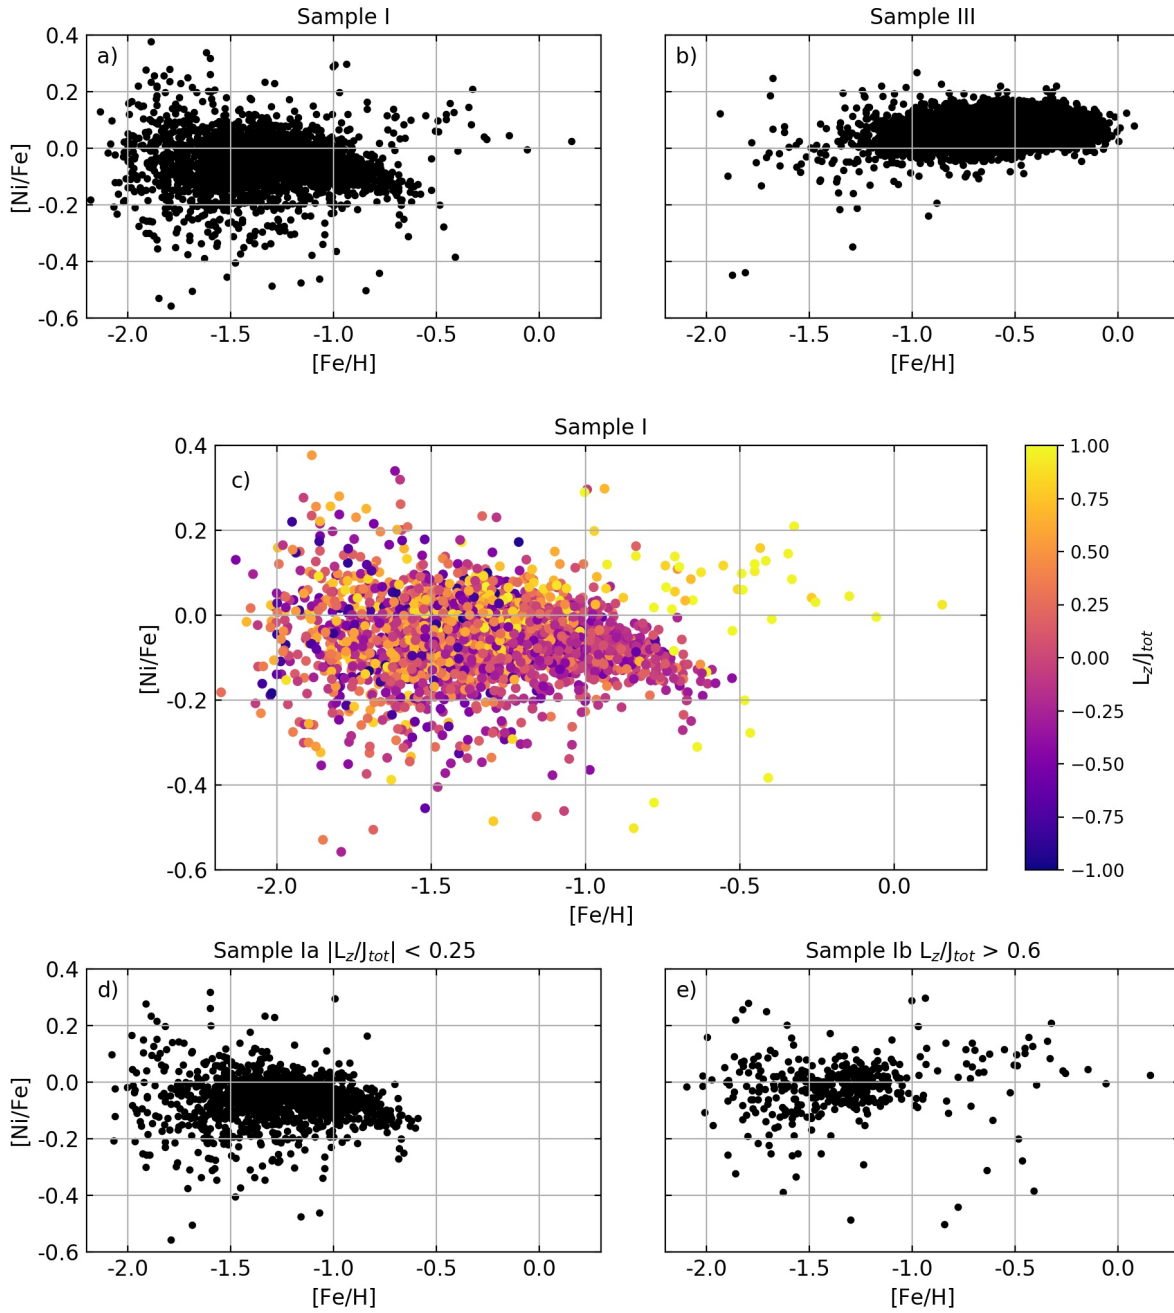 Sample I
Sample III
a)
b)
0.4
0.2
0.0
-0.2
-0.4
-0.6
[Ni/Fe]
-2.0 -1.5 -1.0 -0.5 0.0
-2.0 -1.5 -1.0 -0.5 0.0
[Fe/H]
[Fe/H]
Sample I
c)
0.4
0.2
0.0
-0.2
-0.4
-0.6
[Ni/Fe]
-2.0 -1.5 -1.0 -0.5 0.0
[Fe/H]
1.00
0.75
0.50
0.25
0.00
−0.25
−0.50
−0.75
−1.00
Lz/Jtot
Sample Ia |Lz/Jtot| < 0.25
Sample Ib Lz/Jtot > 0.6
d)
e)
0.4
0.2
0.0
-0.2
-0.4
-0.6
[Ni/Fe]
-2.0 -1.5 -1.0 -0.5 0.0
-2.0 -1.5 -1.0 -0.5 0.0
[Fe/H]
[Fe/H]